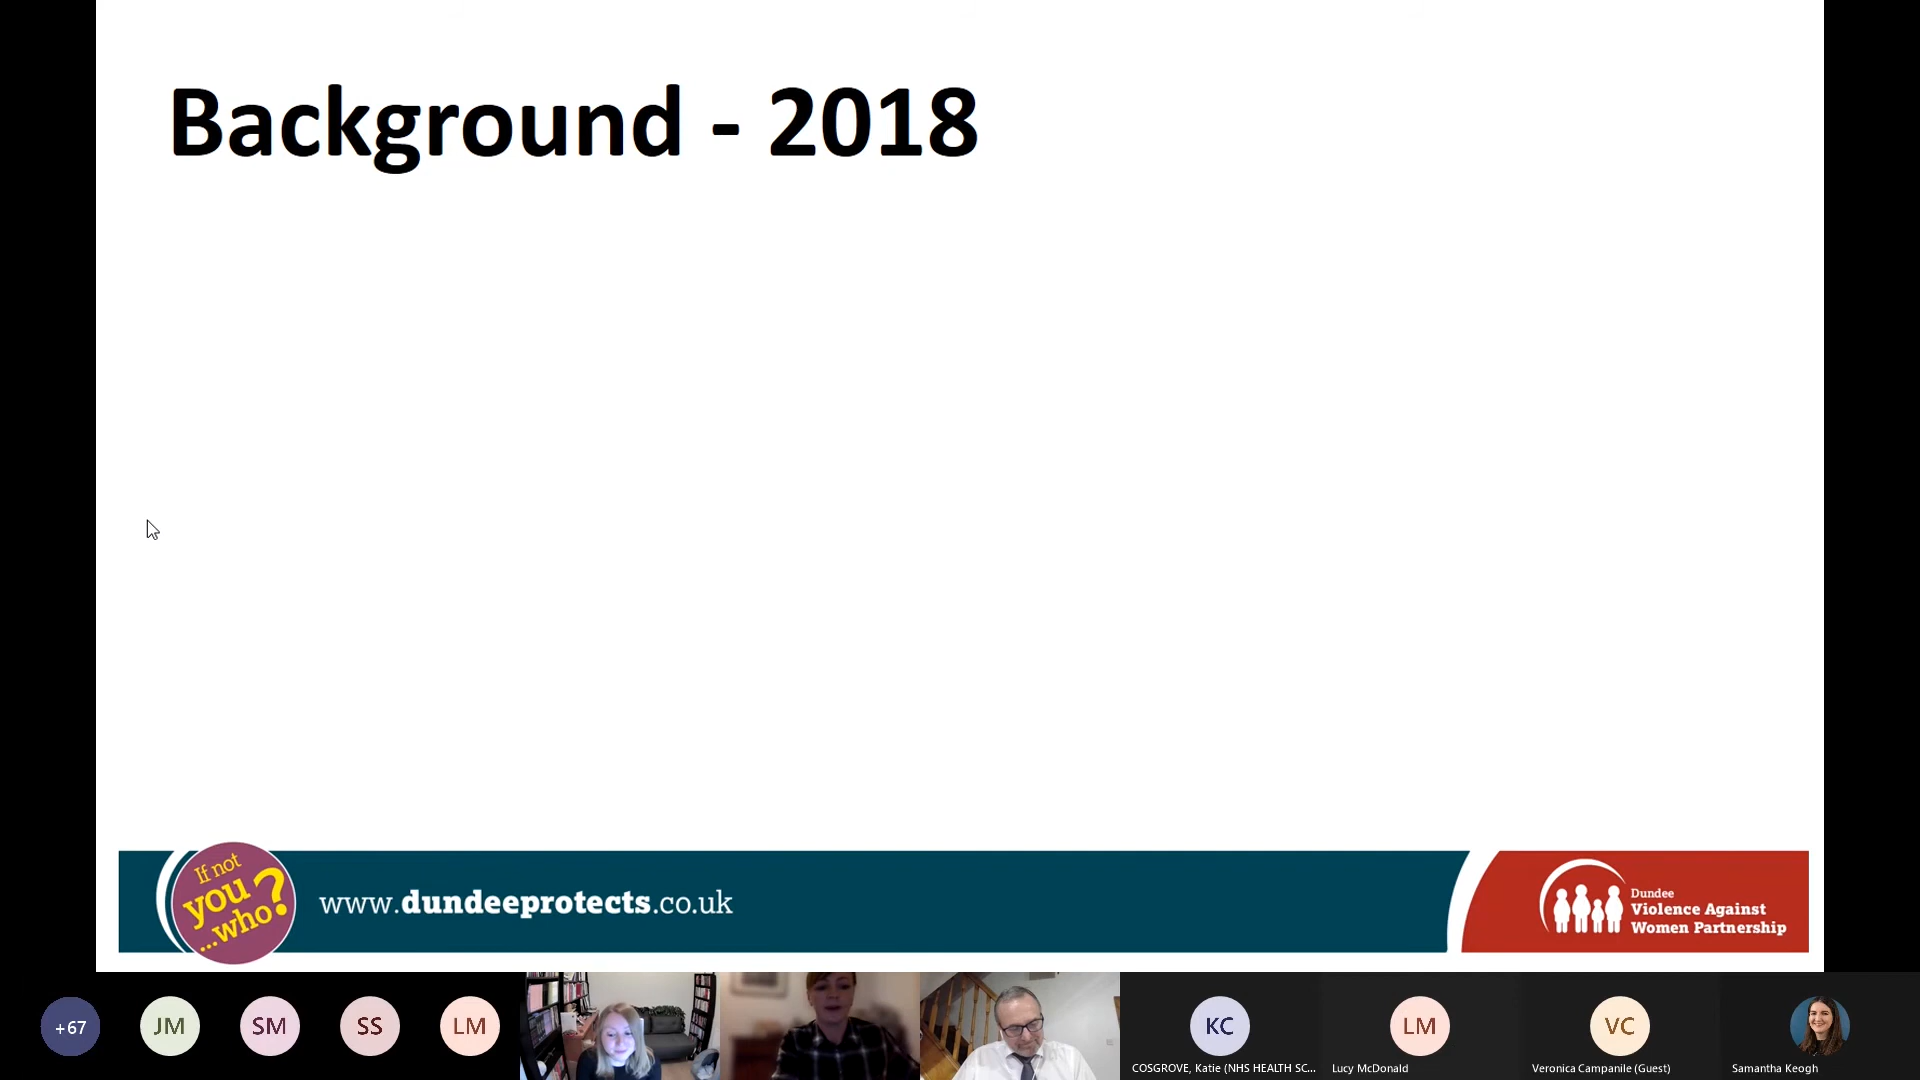 Background - 2018
If not
you
...who?
www.dundeeprotects.co.uk
Dundee
Violence Against
Women Partnership
+67
JM
SM
SS
LM
KC
LM
VC
COSGROVE, Katie (NHS HEALTH SC...
Lucy McDonald
Veronica Campanile (Guest)
Samantha Keogh